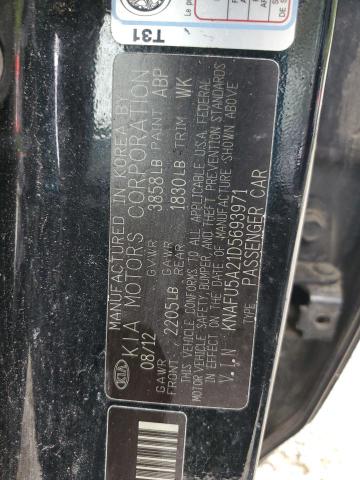 T31
MANUFACTURED IN KOREA BY
KIA MOTORS CORPORATION
08/12 GVWR 3858LB PAINT ABP
GAWR FRONT 2205LB GAWR REAR 1830LB TRIM WK
THIS VEHICLE CONFORMS TO ALL APPLICABLE U.S.A. FEDERAL
MOTOR VEHICLE SAFETY, BUMPER, AND THEFT PREVENTION STANDARDS
IN EFFECT ON THE DATE OF MANUFACTURE SHOWN ABOVE
V.I.N KNAFU5A21D5693971
TYPE PASSENGER CAR
KIA